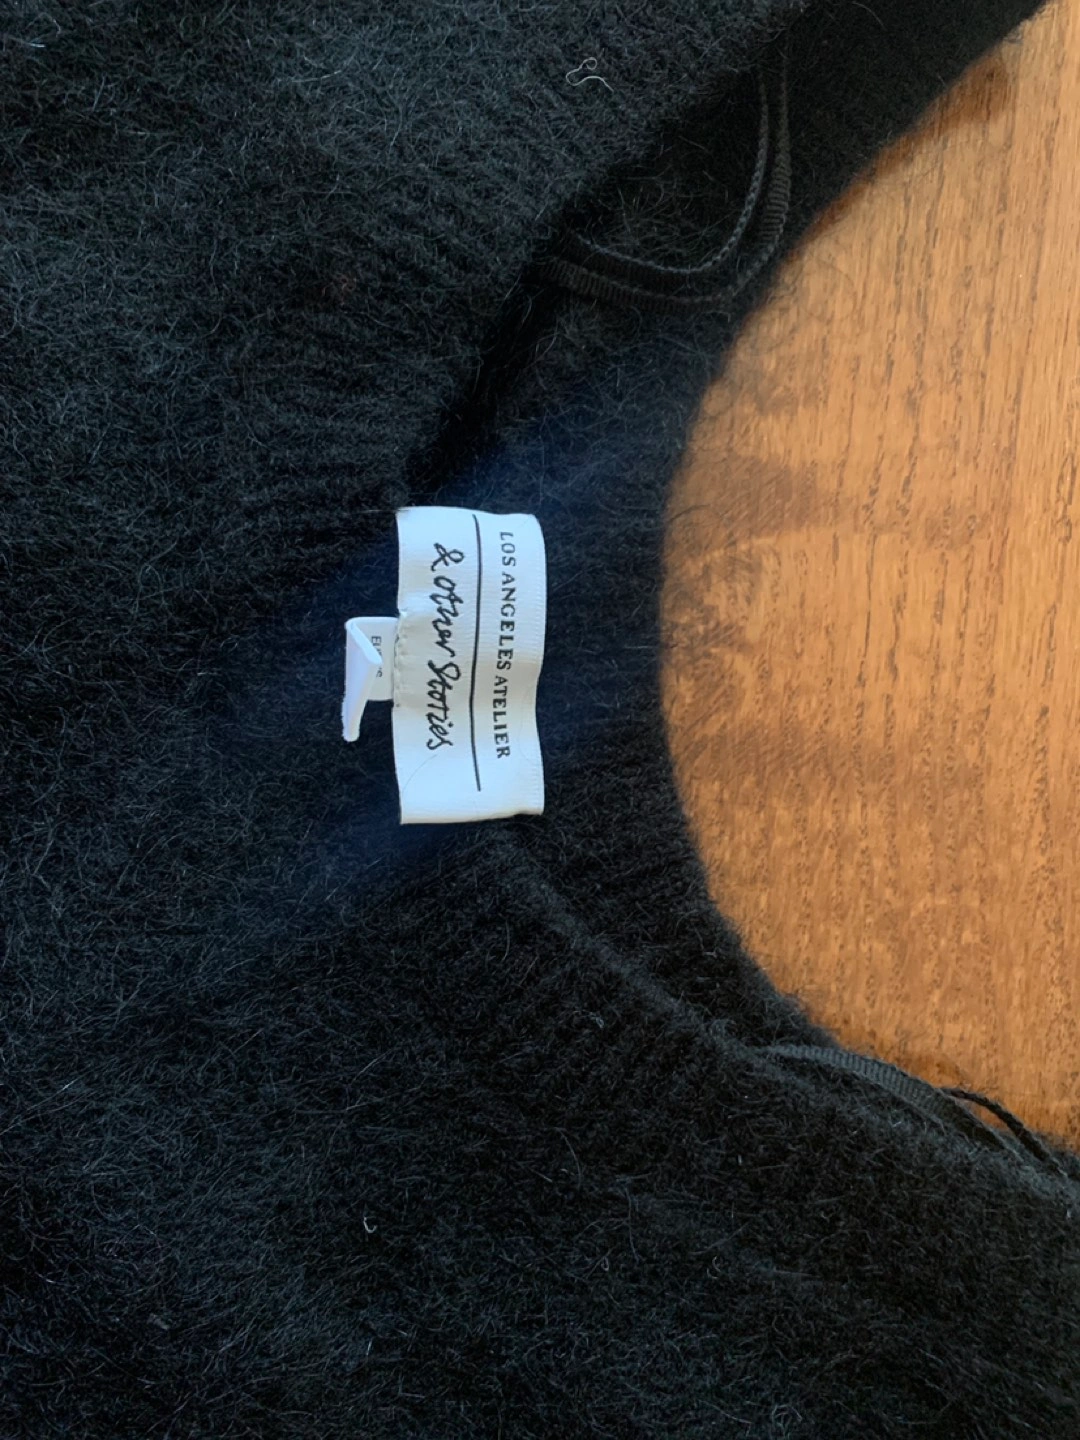 LOS ANGELES ATELIER
& other Stories